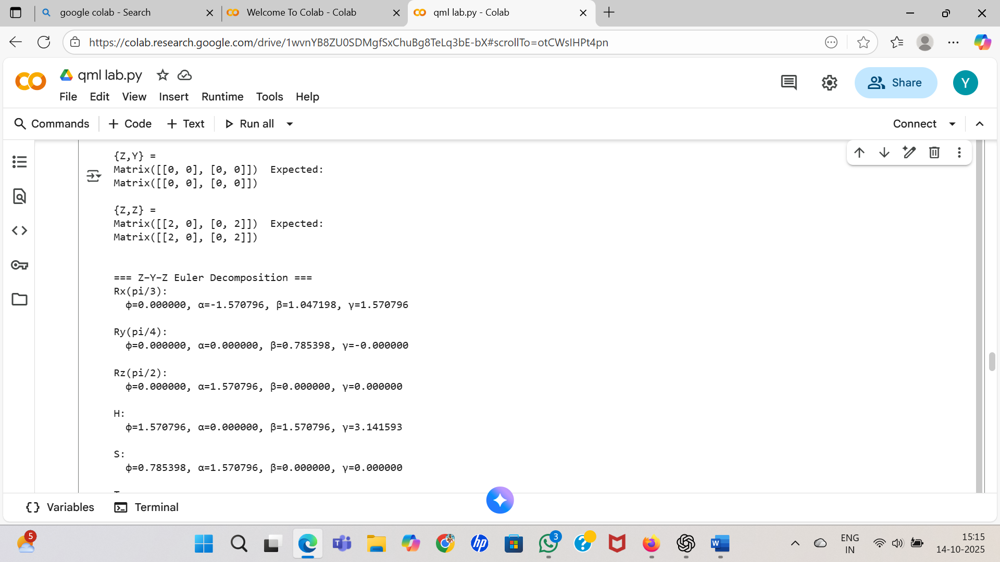 google colab - Search
Welcome To Colab - Colab
qml lab.py - Colab
https://colab.research.google.com/drive/1wvnYB8ZU0SDMgfSxChuBg8TeLq3bE-bX#scrollTo=otCWslHPt4pn
qml lab.py
File Edit View Insert Runtime Tools Help
Share
Y
Commands + Code + Text Run all
Connect
{Z,Y} =
Matrix([[0, 0], [0, 0]])  Expected:
Matrix([[0, 0], [0, 0]])
{Z,Z} =
Matrix([[2, 0], [0, 2]])  Expected:
Matrix([[2, 0], [0, 2]])
=== Z–Y–Z Euler Decomposition ===
Rx(pi/3):
φ=0.000000, α=-1.570796, β=1.047198, γ=1.570796
Ry(pi/4):
φ=0.000000, α=0.000000, β=0.785398, γ=-0.000000
Rz(pi/2):
φ=0.000000, α=1.570796, β=0.000000, γ=0.000000
H:
φ=1.570796, α=0.000000, β=1.570796, γ=3.141593
S:
φ=0.785398, α=1.570796, β=0.000000, γ=0.000000
{} Variables
Terminal
5
hp
3
W
ENG
IN
15:15
14-10-2025